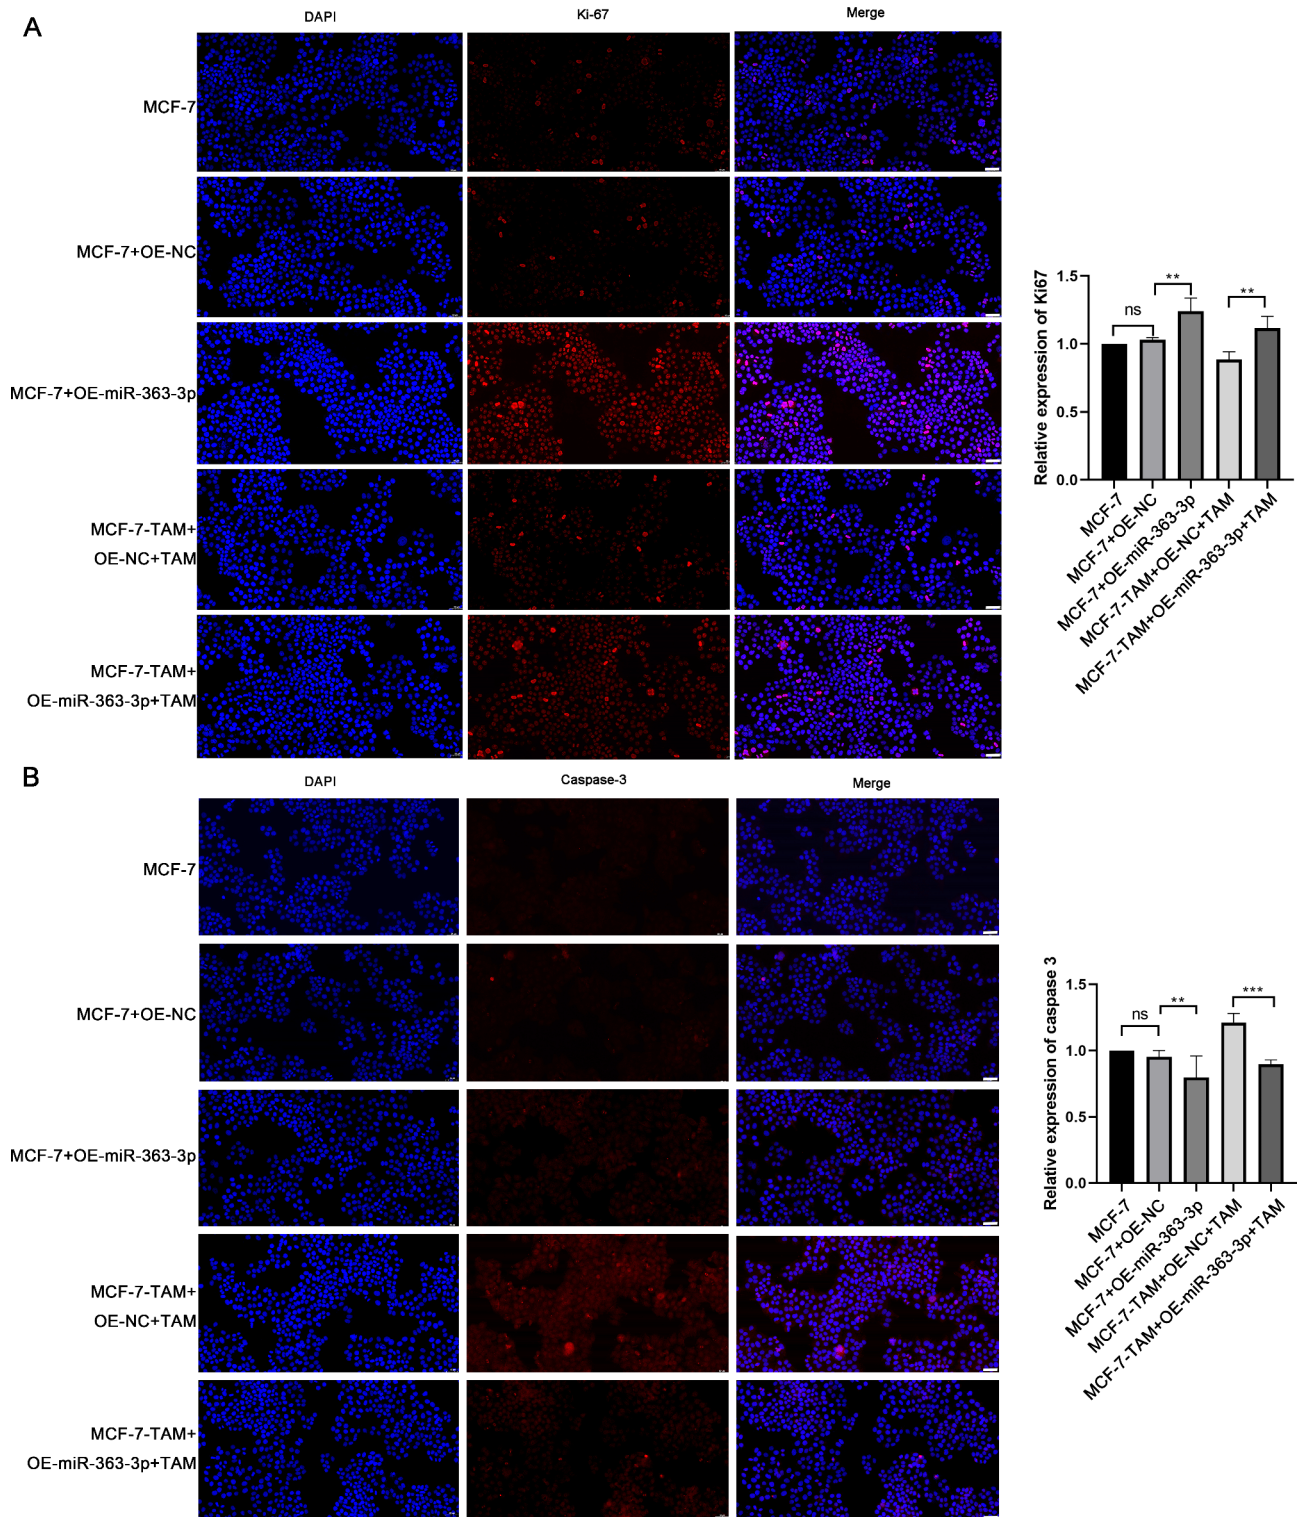 A
DAPI
Ki-67
Merge
MCF-7
MCF-7+OE-NC
MCF-7+OE-miR-363-3p
MCF-7-TAM+
OE-NC+TAM
MCF-7-TAM+
OE-miR-363-3p+TAM
Relative expression of Ki67
1.5
1.0
0.5
0.0
ns
**
**
MCF-7
MCF-7+OE-NC
MCF-7+OE-miR-363-3p
MCF-7-TAM+OE-NC+TAM
MCF-7-TAM+OE-miR-363-3p+TAM
B
DAPI
Caspase-3
Merge
MCF-7
MCF-7+OE-NC
MCF-7+OE-miR-363-3p
MCF-7-TAM+
OE-NC+TAM
MCF-7-TAM+
OE-miR-363-3p+TAM
Relative expression of caspase 3
1.5
1.0
0.5
0.0
ns
**
***
MCF-7
MCF-7+OE-NC
MCF-7+OE-miR-363-3p
MCF-7-TAM+OE-NC+TAM
MCF-7-TAM+OE-miR-363-3p+TAM